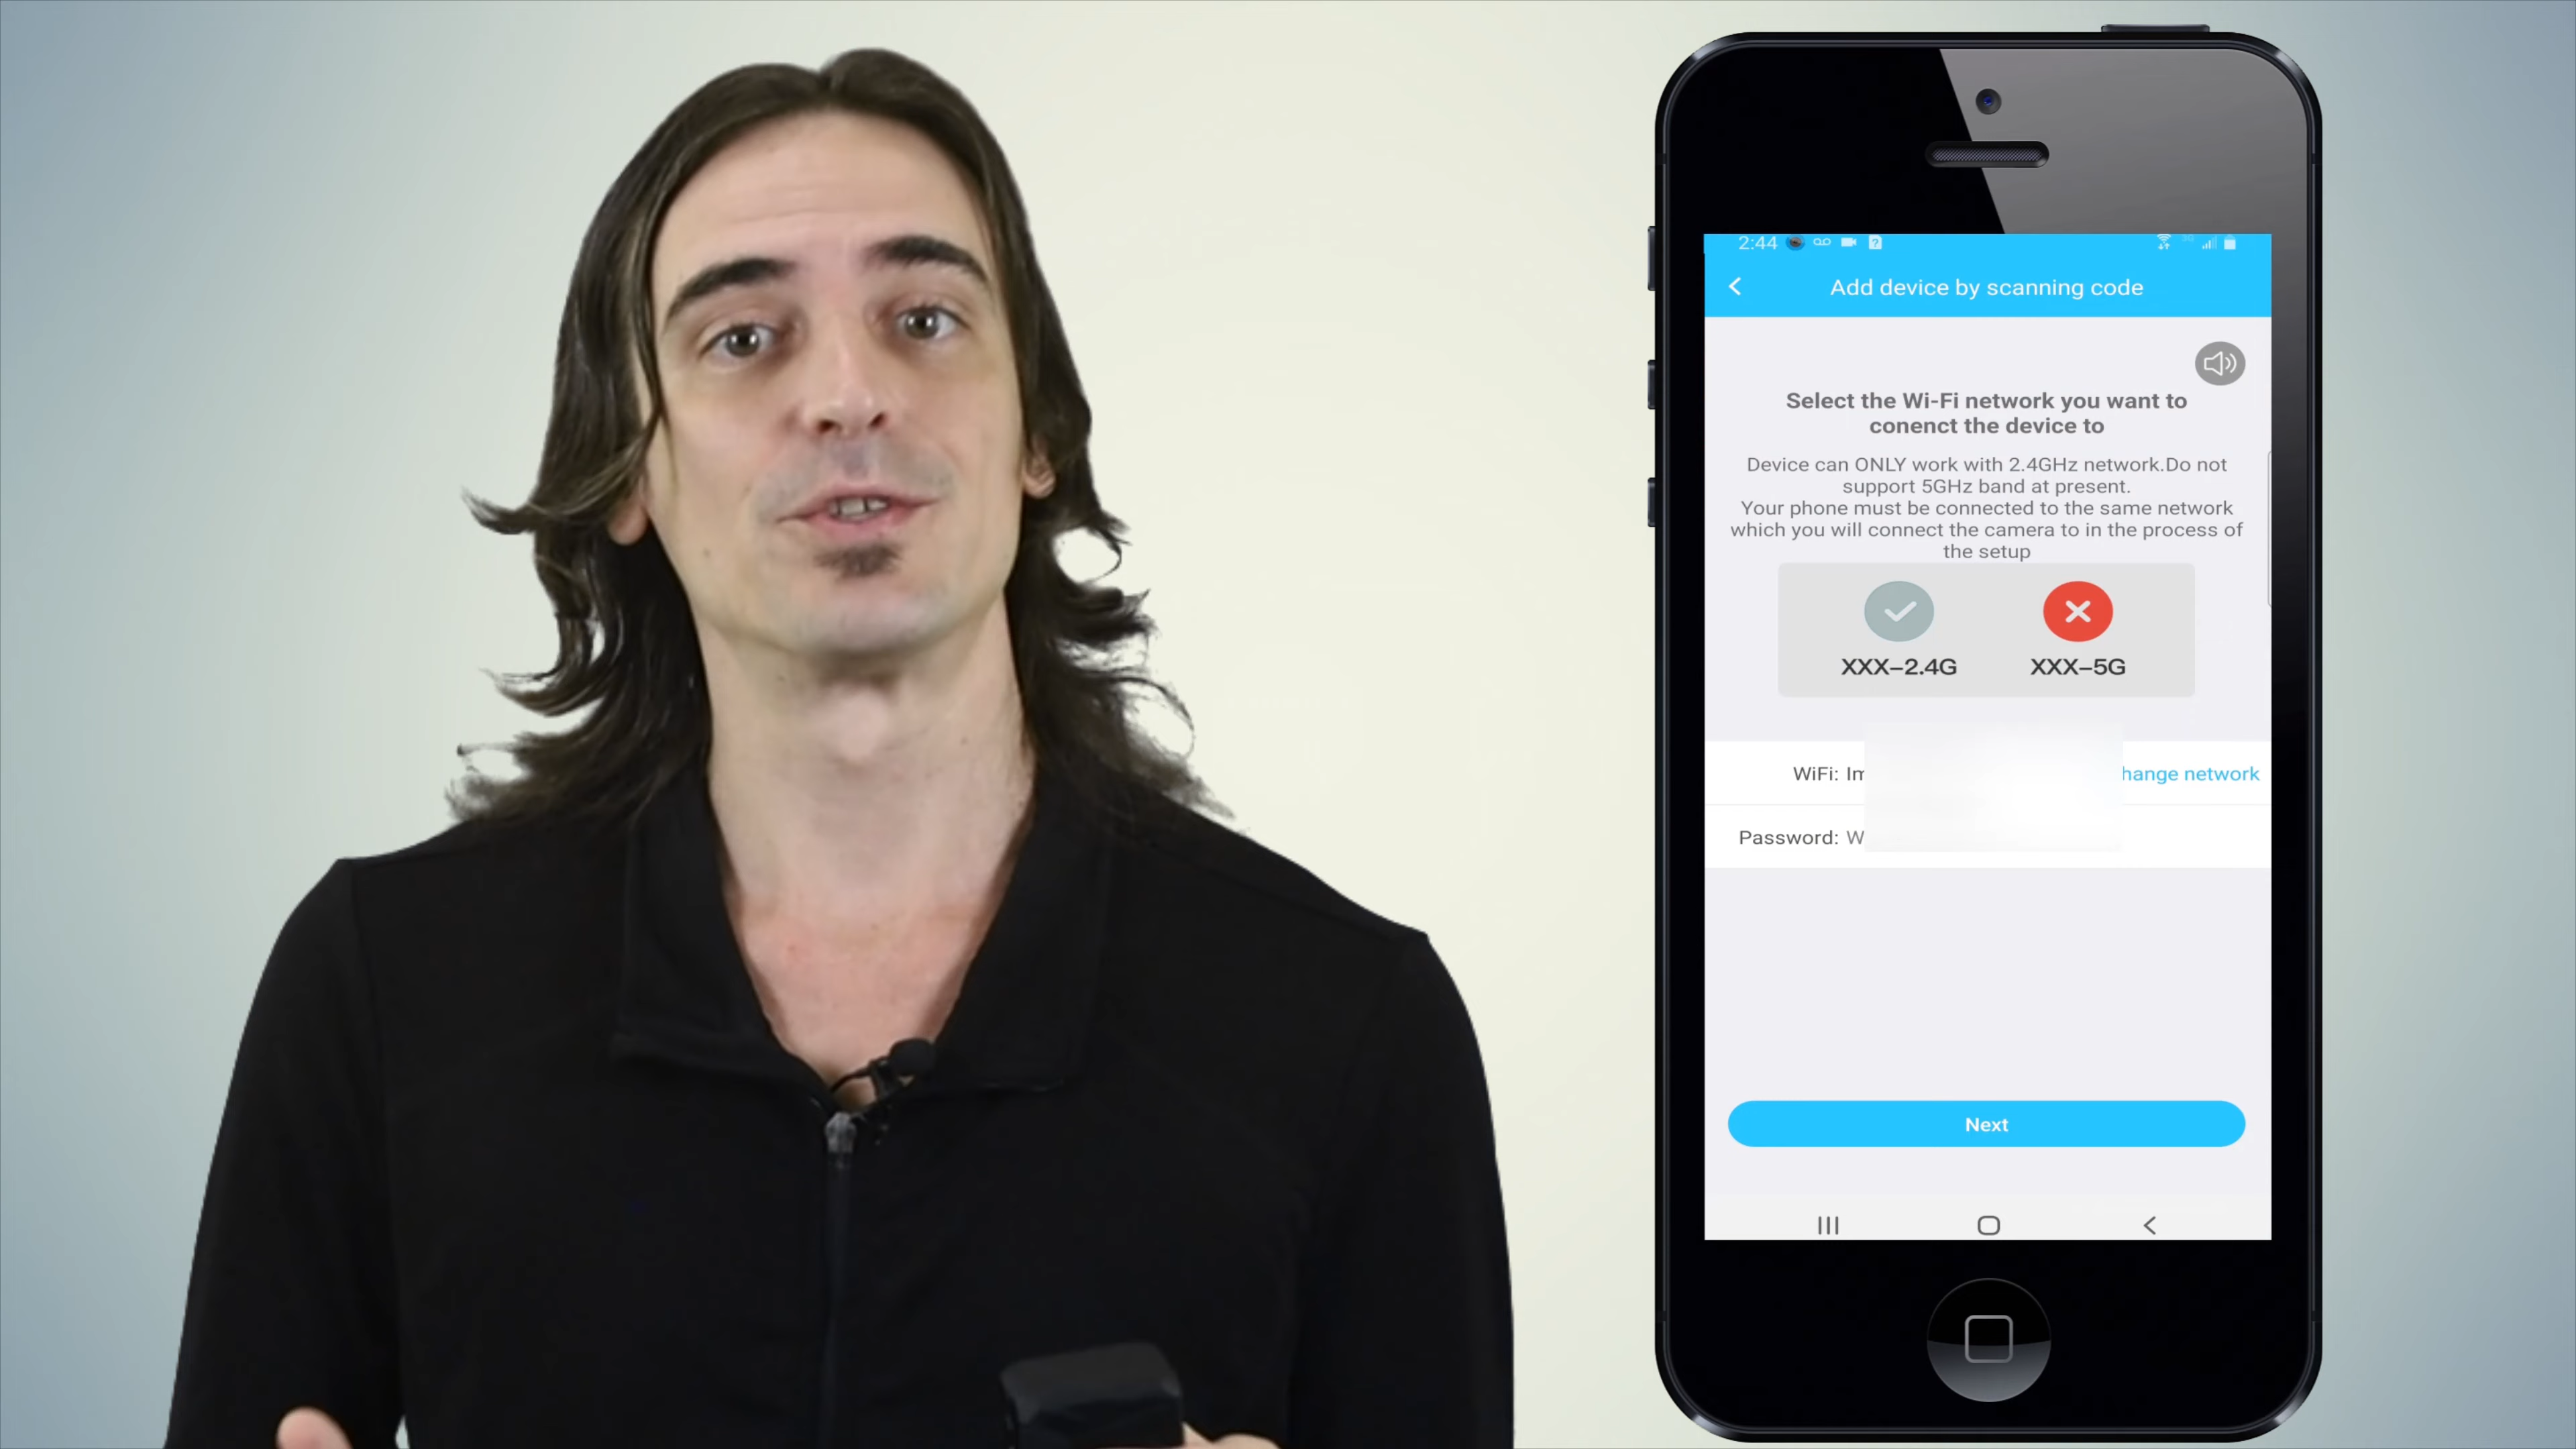 2:44
Add device by scanning code
Select the Wi-Fi network you want to
conenct the device to
Device can ONLY work with 2.4GHz network.Do not
support 5GHz band at present.
Your phone must be connected to the same network
which you will connect the camera to in the process of
the setup
XXX-2.4G XXX-5G
WiFi: Im hange network
Password: W
Next